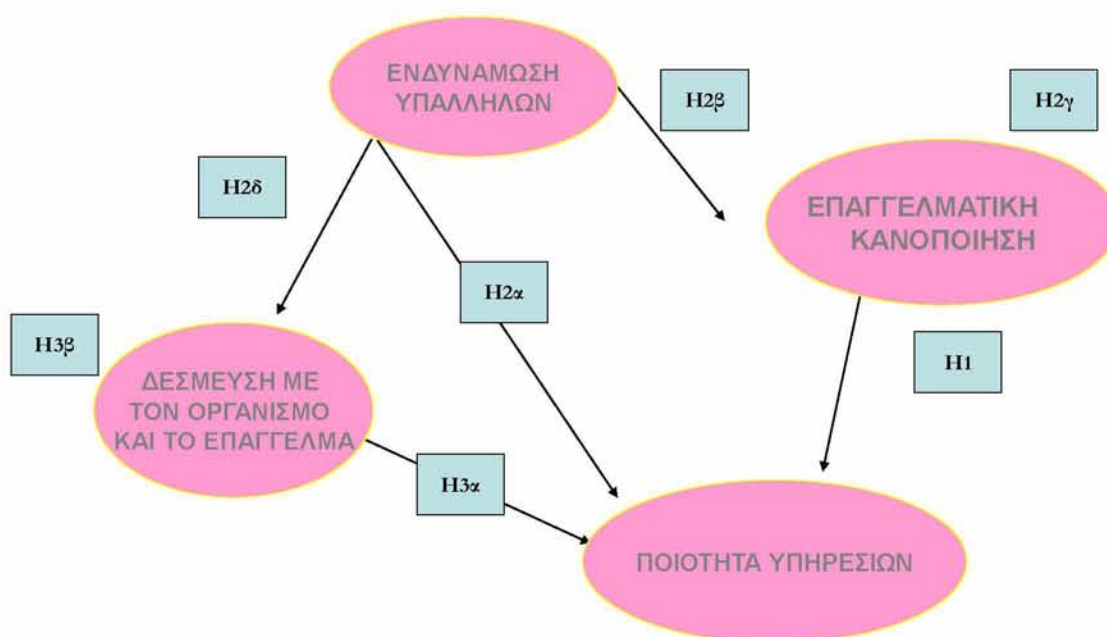 ΕΝΔΥΝΑΜΩΣΗ
ΥΠΑΛΛΗΛΩΝ
H2β
H2γ
H2δ
ΕΠΑΓΓΕΛΜΑΤΙΚΗ
ΚΑΝΟΠΟΙΗΣΗ
H2α
H3β
H1
ΔΕΣΜΕΥΣΗ ΜΕ
ΤΟΝ ΟΡΓΑΝΙΣΜΟ
ΚΑΙ ΤΟ ΕΠΑΓΓΕΛΜΑ
H3α
ΠΟΙΟΤΗΤΑ ΥΠΗΡΕΣΙΩΝ